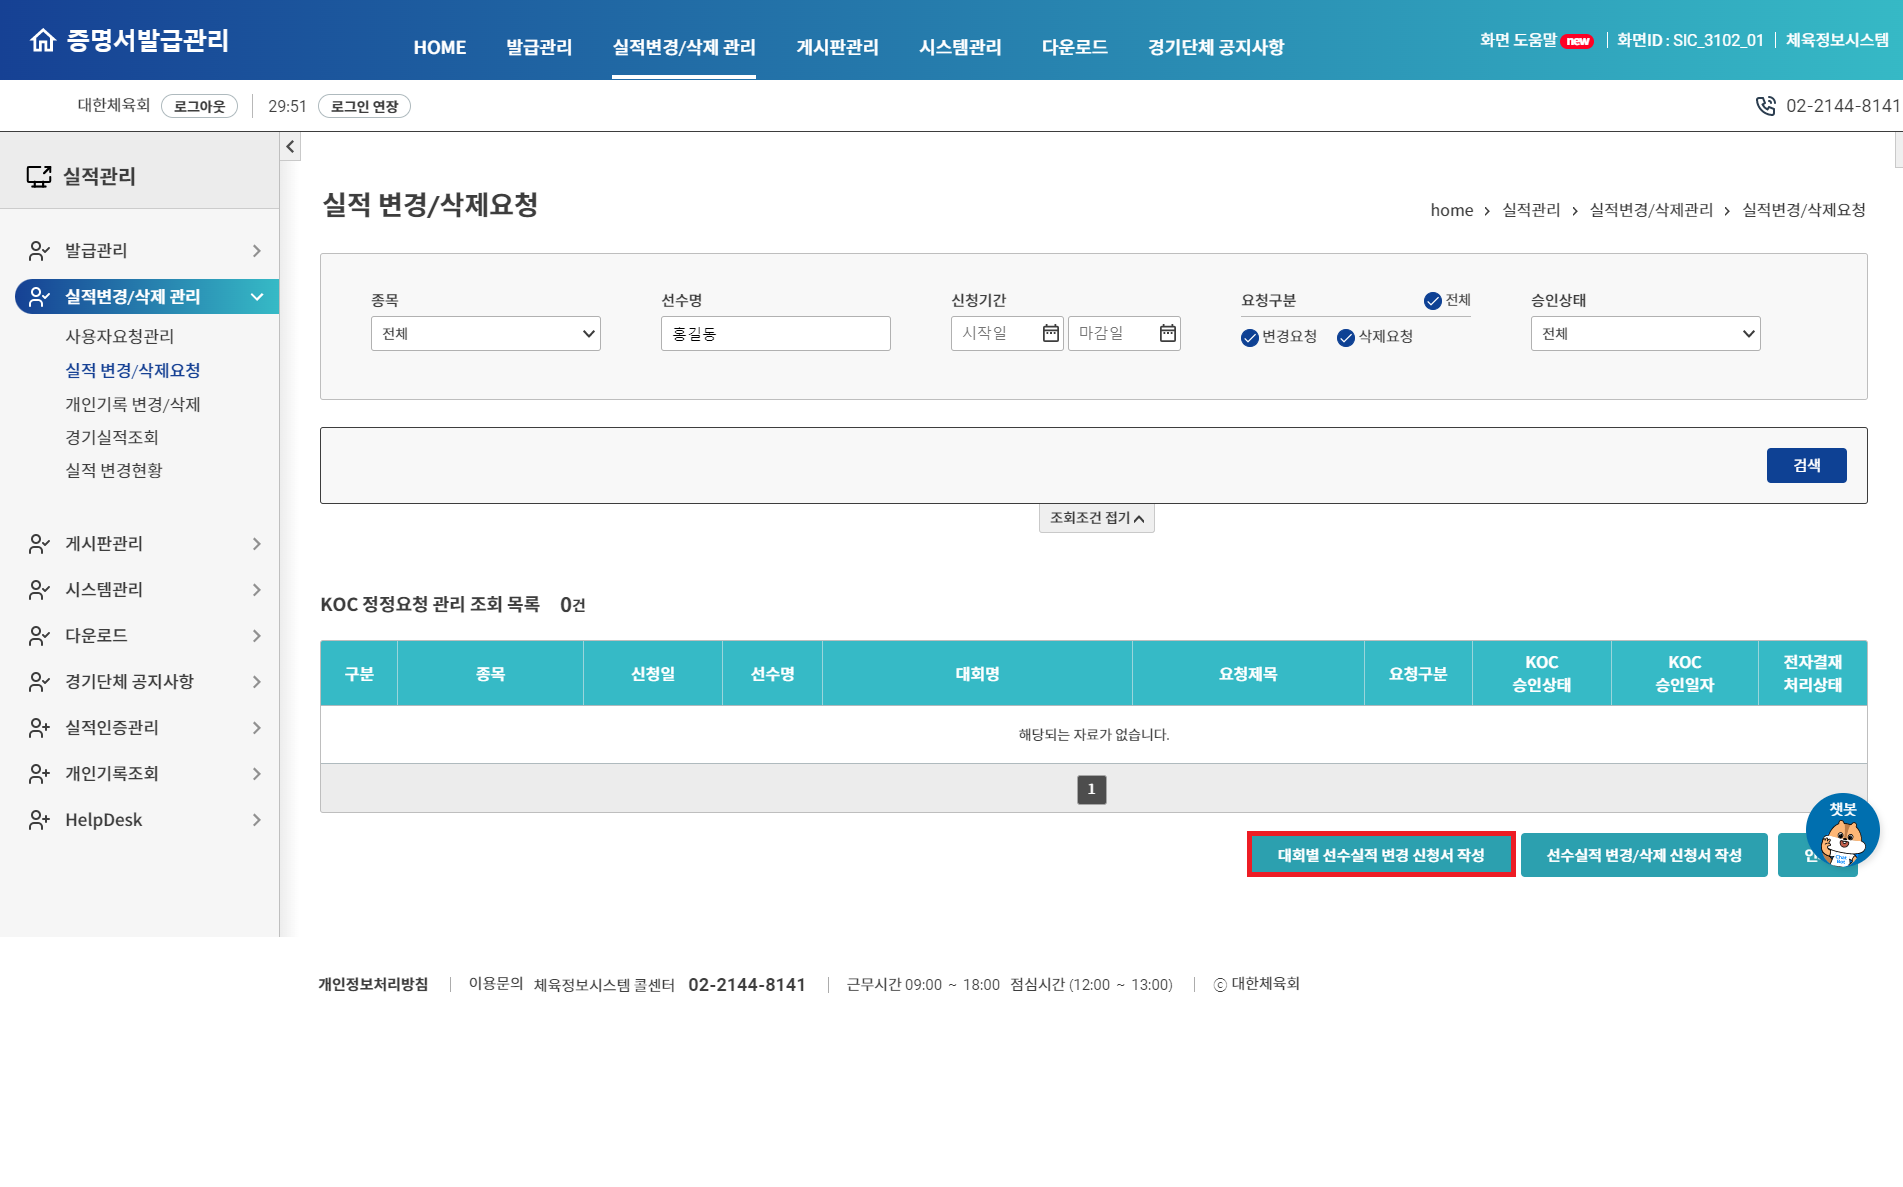 증명서발급관리
HOME 발급관리 실적변경/삭제 관리 게시판관리 시스템관리 다운로드 경기단체 공지사항
화면 도움말 new 화면ID : SIC_3102_01 체육정보시스템
대한체육회 로그아웃 29:51 로그인 연장
02-2144-8141
실적관리
발급관리
실적변경/삭제 관리
사용자요청관리
실적 변경/삭제요청
개인기록 변경/삭제
경기실적조회
실적 변경현황
게시판관리
시스템관리
다운로드
경기단체 공지사항
실적인증관리
개인기록조회
HelpDesk
실적 변경/삭제요청
home > 실적관리 > 실적변경/삭제관리 > 실적변경/삭제요청
종목 선수명 신청기간 요청구분 전체 승인상태
전체 홍길동 시작일 마감일 변경요청 삭제요청 전체
검색
조회조건 접기
KOC 정정요청 관리 조회 목록 0건
구분 종목 신청일 선수명 대회명 요청제목 요청구분 KOC 승인상태 KOC 승인일자 전자결재 처리상태
해당되는 자료가 없습니다.
1
챗봇
대회별 선수실적 변경 신청서 작성 선수실적 변경/삭제 신청서 작성
개인정보처리방침 이용문의 체육정보시스템 콜센터 02-2144-8141 근무시간 09:00 ~ 18:00 점심시간 (12:00 ~ 13:00) ⓒ 대한체육회